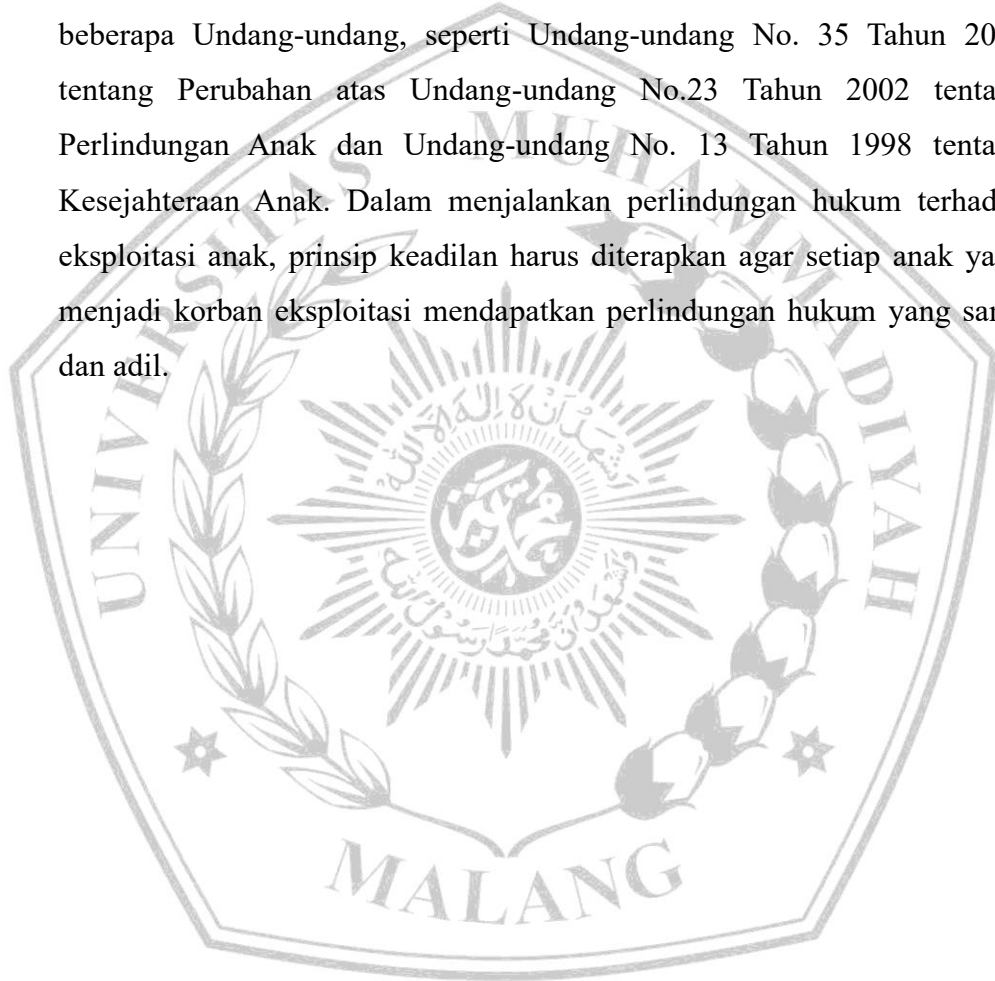 beberapa Undang-undang, seperti Undang-undang No. 35 Tahun 20
tentang Perubahan atas Undang-undang No.23 Tahun 2002 tenta
Perlindungan Anak dan Undang-undang No. 13 Tahun 1998 tenta
Kesejahteraan Anak. Dalam menjalankan perlindungan hukum terhad
eksploitasi anak, prinsip keadilan harus diterapkan agar setiap anak ya
menjadi korban eksploitasi mendapatkan perlindungan hukum yang sar
dan adil.
UNIVERSITAS MUHAMMADIYAH
MALANG